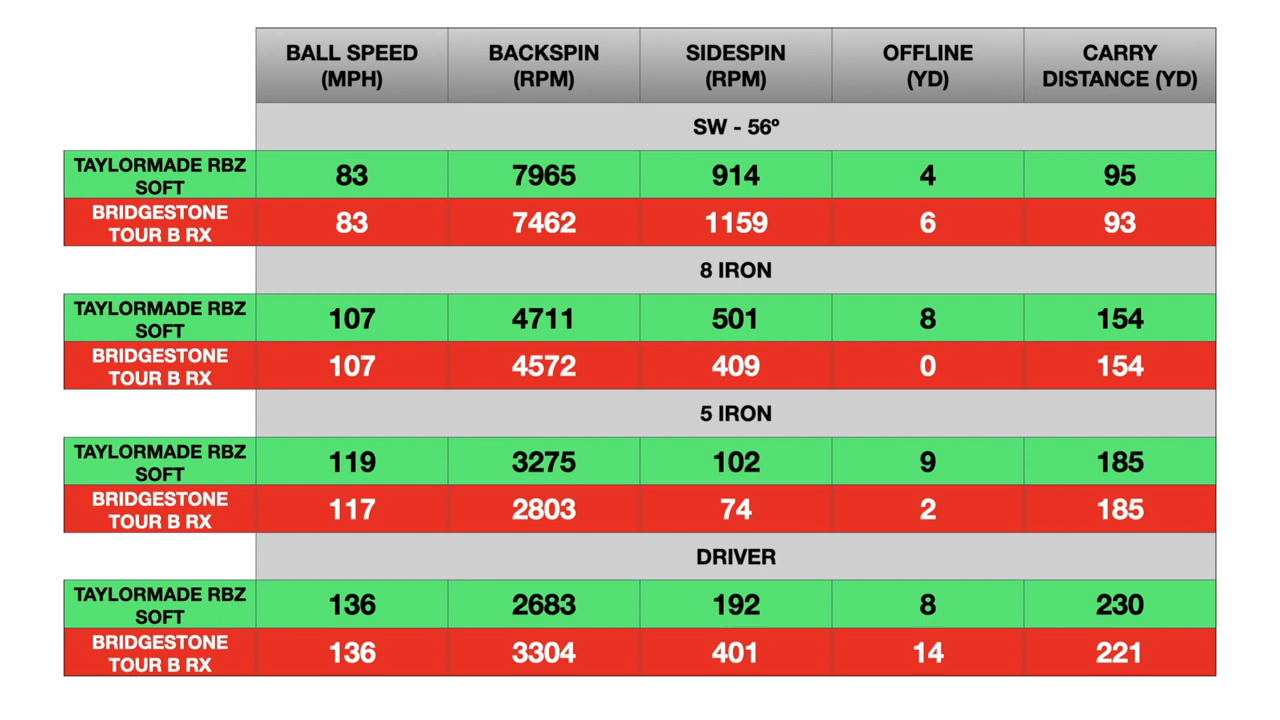 BALL SPEED (MPH) BACKSPIN (RPM) SIDESPIN (RPM) OFFLINE (YD) CARRY DISTANCE (YD)
SW - 56º
TAYLORMADE RBZ SOFT 83 7965 914 4 95
BRIDGESTONE TOUR B RX 83 7462 1159 6 93
8 IRON
TAYLORMADE RBZ SOFT 107 4711 501 8 154
BRIDGESTONE TOUR B RX 107 4572 409 0 154
5 IRON
TAYLORMADE RBZ SOFT 119 3275 102 9 185
BRIDGESTONE TOUR B RX 117 2803 74 2 185
DRIVER
TAYLORMADE RBZ SOFT 136 2683 192 8 230
BRIDGESTONE TOUR B RX 136 3304 401 14 221